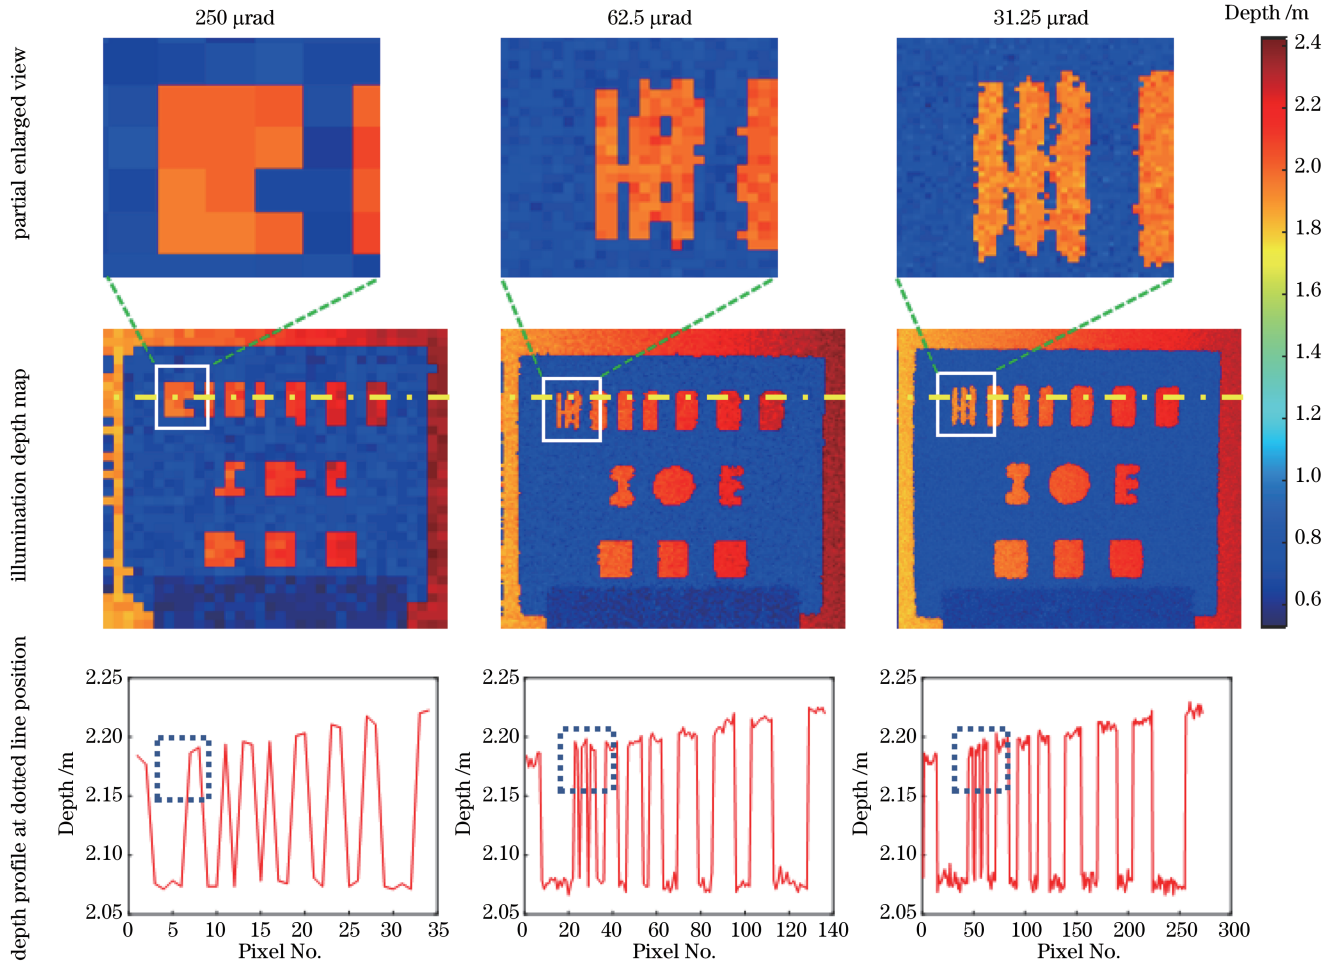 250 μrad
62.5 μrad
31.25 μrad
Depth /m
partial enlarged view
2.4
2.2
2.0
1.8
1.6
1.4
1.2
1.0
0.8
0.6
illumination depth map
depth profile at dotted line position
Depth /m
2.25
2.20
2.15
2.10
2.05
0 5 10 15 20 25 30 35
Pixel No.
Depth /m
2.25
2.20
2.15
2.10
2.05
0 20 40 60 80 100 120 140
Pixel No.
Depth /m
2.25
2.20
2.15
2.10
2.05
0 50 100 150 200 250 300
Pixel No.